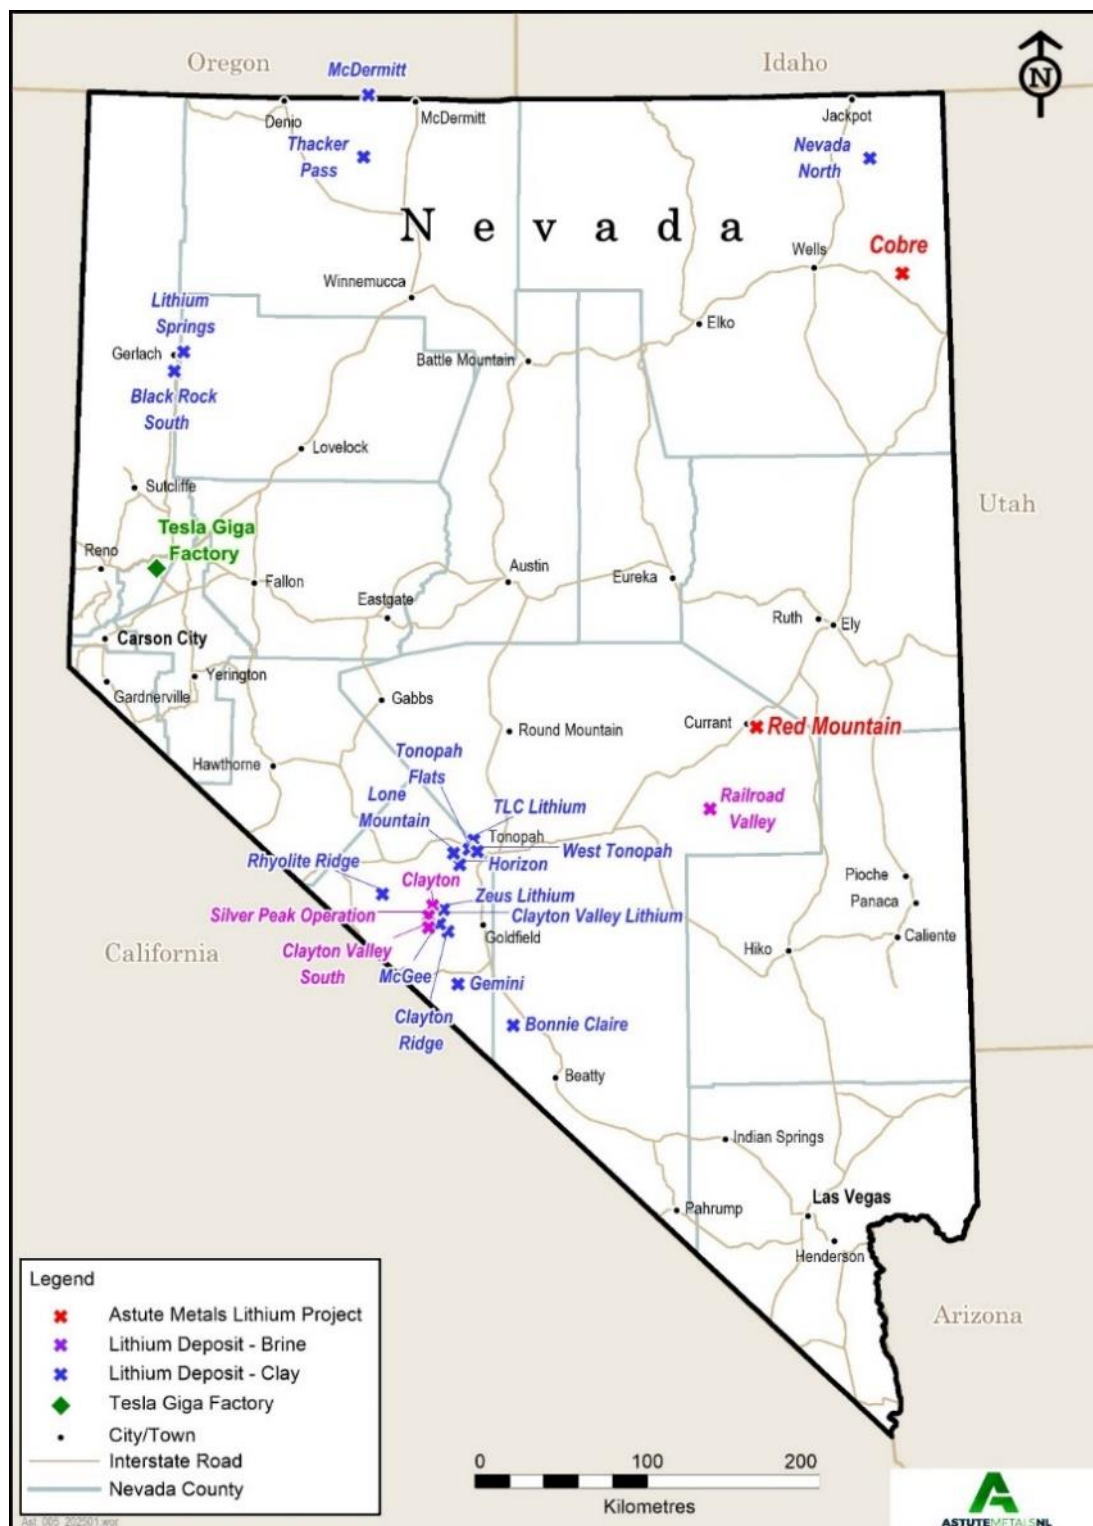 Oregon
Idaho
McDermitt
N
Denio
McDermitt
Jackpot
Thacker
Pass
Nevada
North
Nevada
Cobre
Wells
Winnemucca
Lithium
Springs
Elko
Gerlach
Battle Mountain
Black Rock
South
Lovelock
Sutcliffe
Utah
Tesla Giga
Factory
Reno
Fallon
Austin
Eureka
Eastgate
Ruth
Ely
Carson City
Yerington
Gardnerville
Gabbs
Round Mountain
Currant
Red Mountain
Hawthorne
Tonopah
Flats
Lone
Mountain
TLC Lithium
Railroad
Valley
Tonopah
West Tonopah
Rhyolite Ridge
Horizon
Clayton
Zeus Lithium
Pioche
Silver Peak Operation
Clayton Valley Lithium
Panaca
Goldfield
Caliente
California
Clayton Valley
South
Hiko
McGee
Gemini
Clayton
Ridge
Bonnie Claire
Beatty
Indian Springs
Las Vegas
Pahrump
Henderson
Arizona
Legend
Astute Metals Lithium Project
Lithium Deposit - Brine
Lithium Deposit - Clay
Tesla Giga Factory
City/Town
Interstate Road
Nevada County
0 100 200
Kilometres
ASTUTEMETALSNL
Ast_005_202501.wor